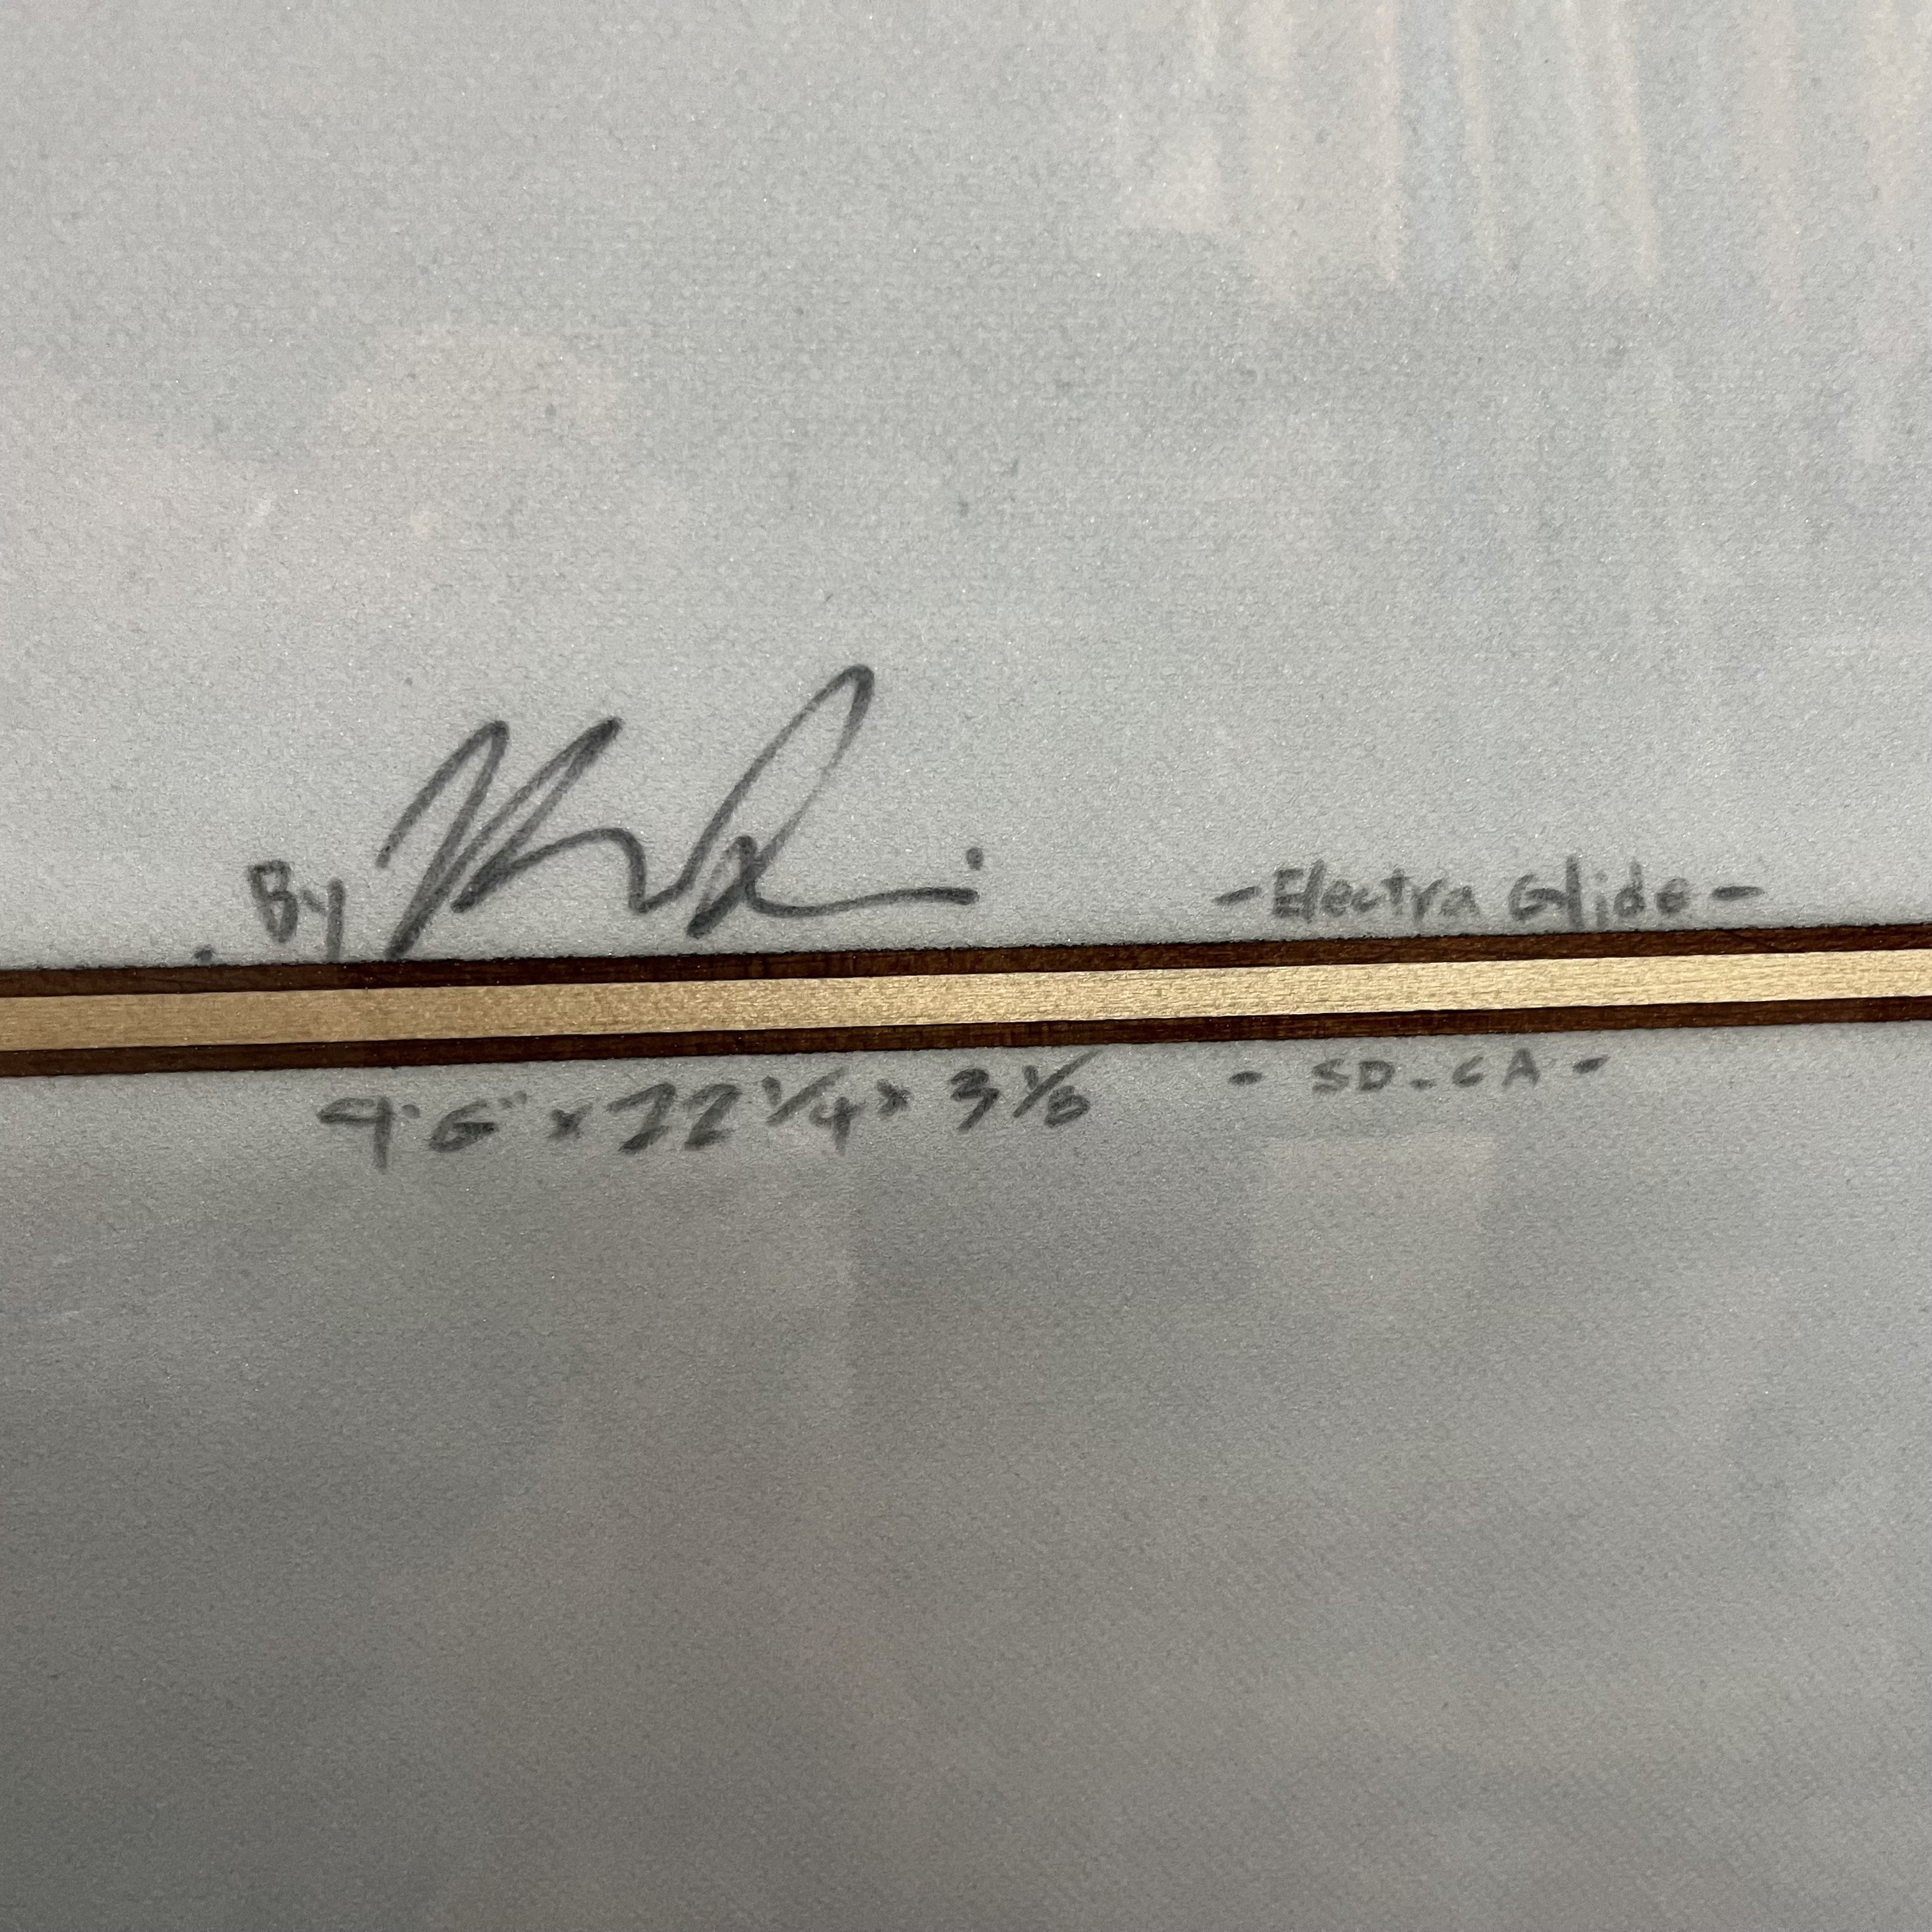 By
- Electra Glide -
9'6" x 22 1/4 x 3 1/8
- SD-CA -